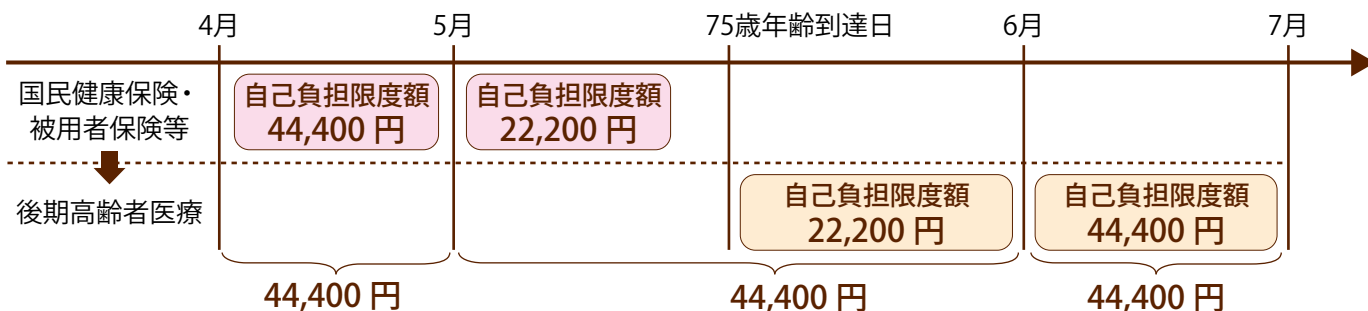 4月
5月
75歳年齢到達日
6月
7月
国民健康保険・
被用者保険等
自己負担限度額
44,400 円
自己負担限度額
22,200 円
後期高齢者医療
自己負担限度額
22,200 円
自己負担限度額
44,400 円
44,400 円
44,400 円
44,400 円